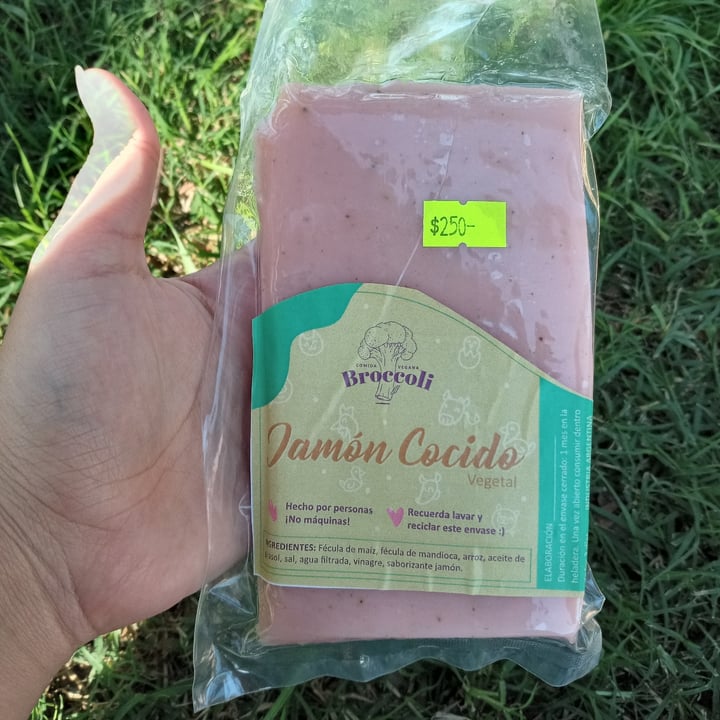 $250-
COMIDA VEGANA
Broccoli
Jamón Cocido
Vegetal
Hecho por personas
¡No máquinas!
Recuerda lavar y
reciclar este envase :)
INGREDIENTES: Fécula de maíz, fécula de mandioca, arroz, aceite de
girasol, sal, agua filtrada, vinagre, saborizante jamón.
ELABORACIÓN
Duración en el envase cerrado: 1 mes en la
heladera. Una vez abierto consumir dentro
INDUSTRIA ARGENTINA